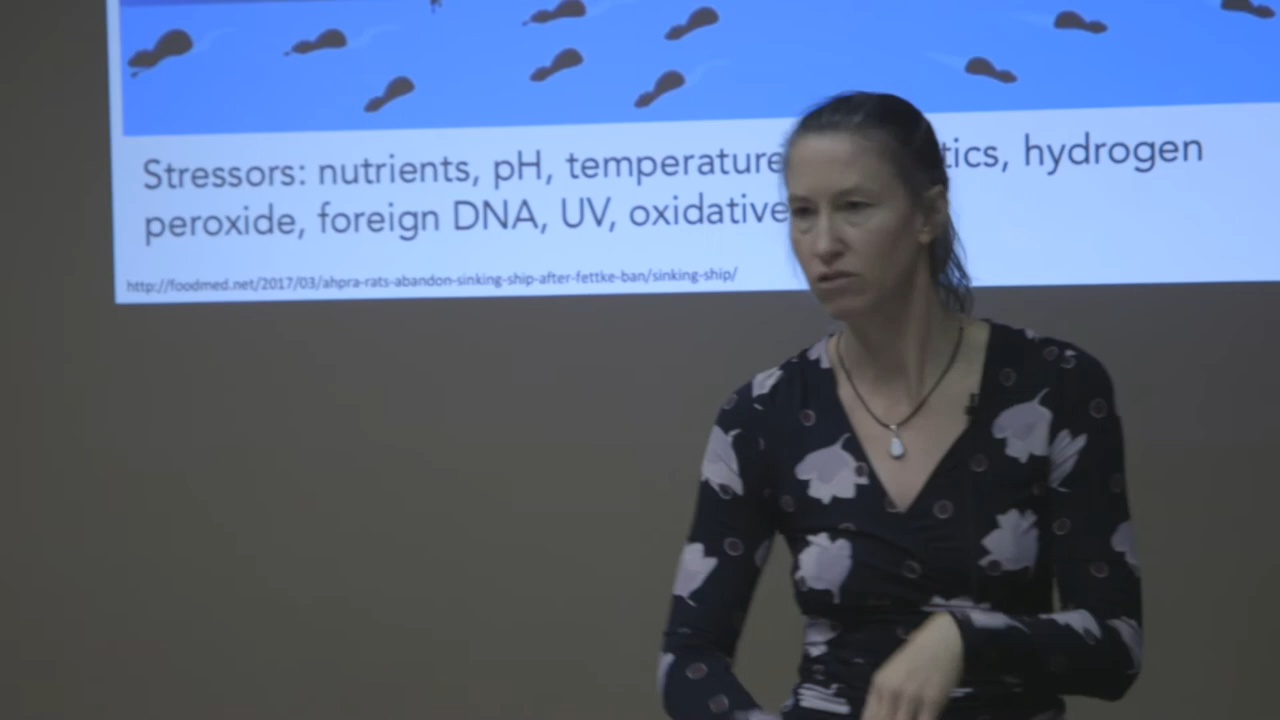 Stressors: nutrients, pH, temperature tics, hydrogen
peroxide, foreign DNA, UV, oxidative
http://foodmed.net/2017/03/ahpra-rats-abandon-sinking-ship-after-fettke-ban/sinking-ship/